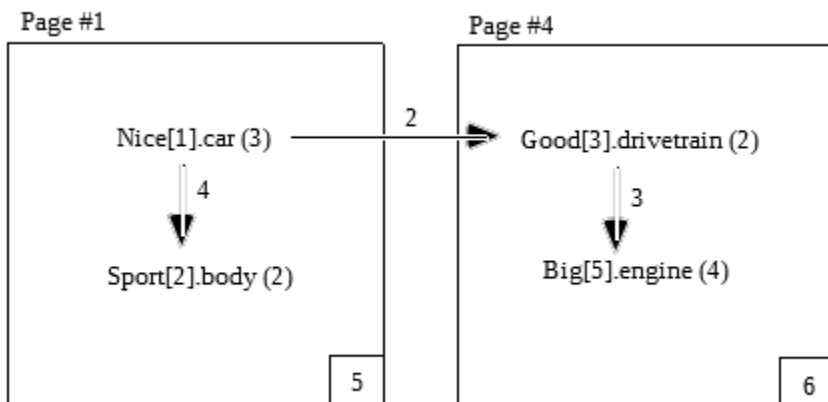 Page #1
Page #4
2
Nice[1].car (3)
Good[3].drivetrain (2)
4
3
Sport[2].body (2)
Big[5].engine (4)
5
6